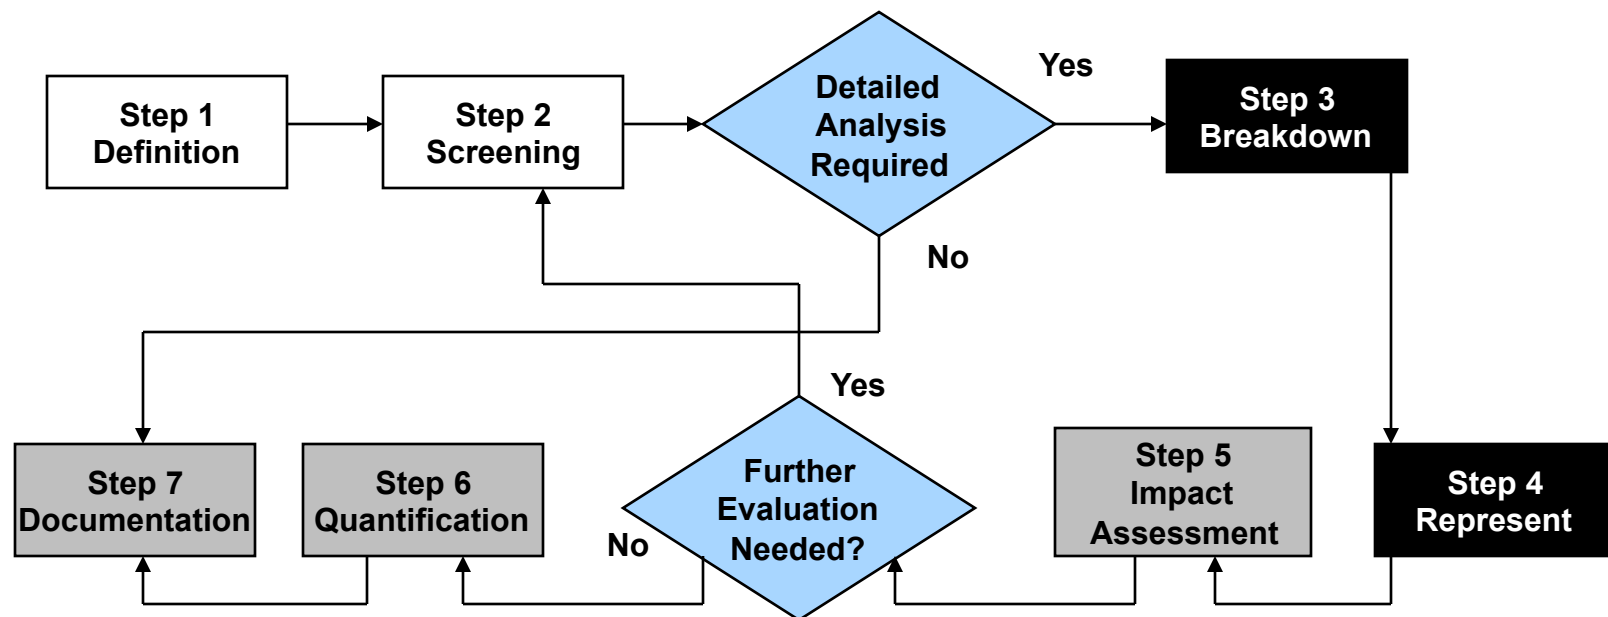 Step 1
Definition
Step 2
Screening
Detailed
Analysis
Required
Yes
Step 3
Breakdown
No
Yes
Step 7
Documentation
Step 6
Quantification
No
Further
Evaluation
Needed?
Step 5
Impact
Assessment
Step 4
Represent